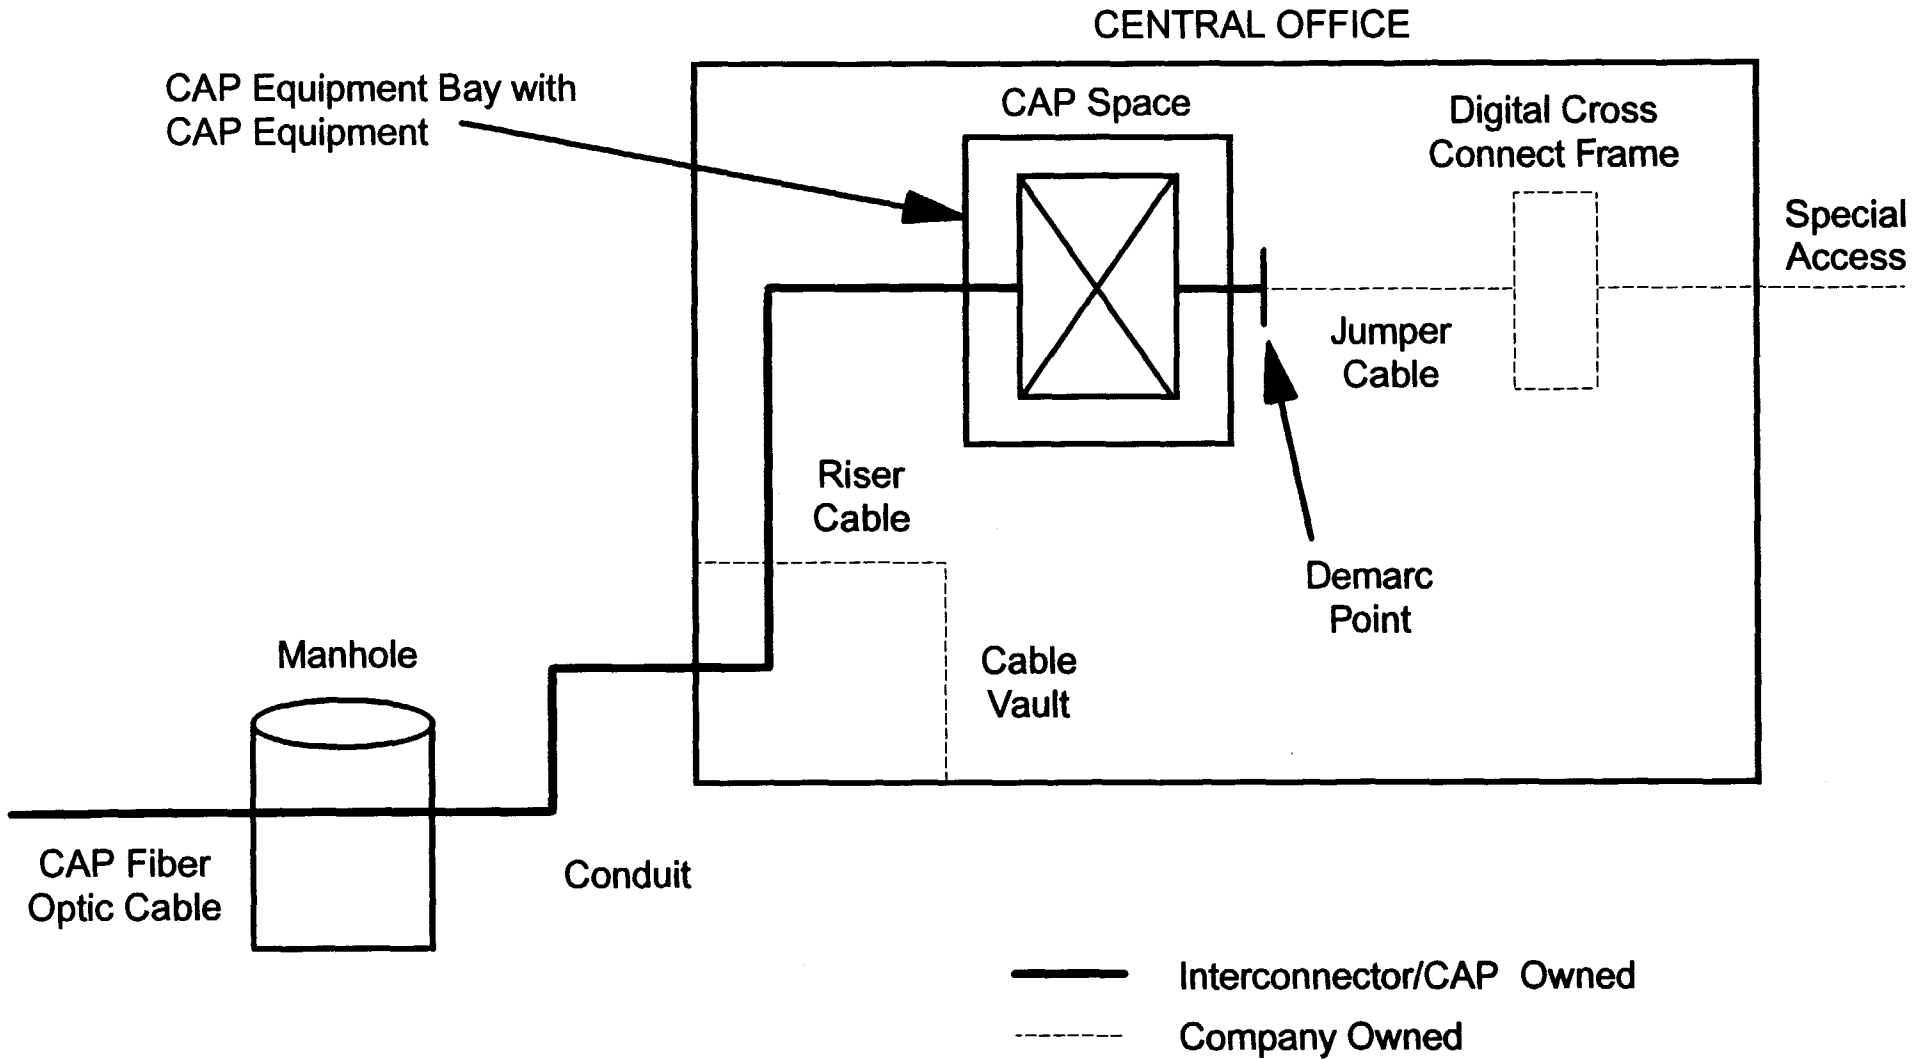 CENTRAL OFFICE
CAP Equipment Bay with
CAP Equipment
CAP Space
Digital Cross
Connect Frame
Special
Access
Jumper
Cable
Riser
Cable
Demarc
Point
Manhole
Cable
Vault
CAP Fiber
Optic Cable
Conduit
Interconnector/CAP Owned
Company Owned